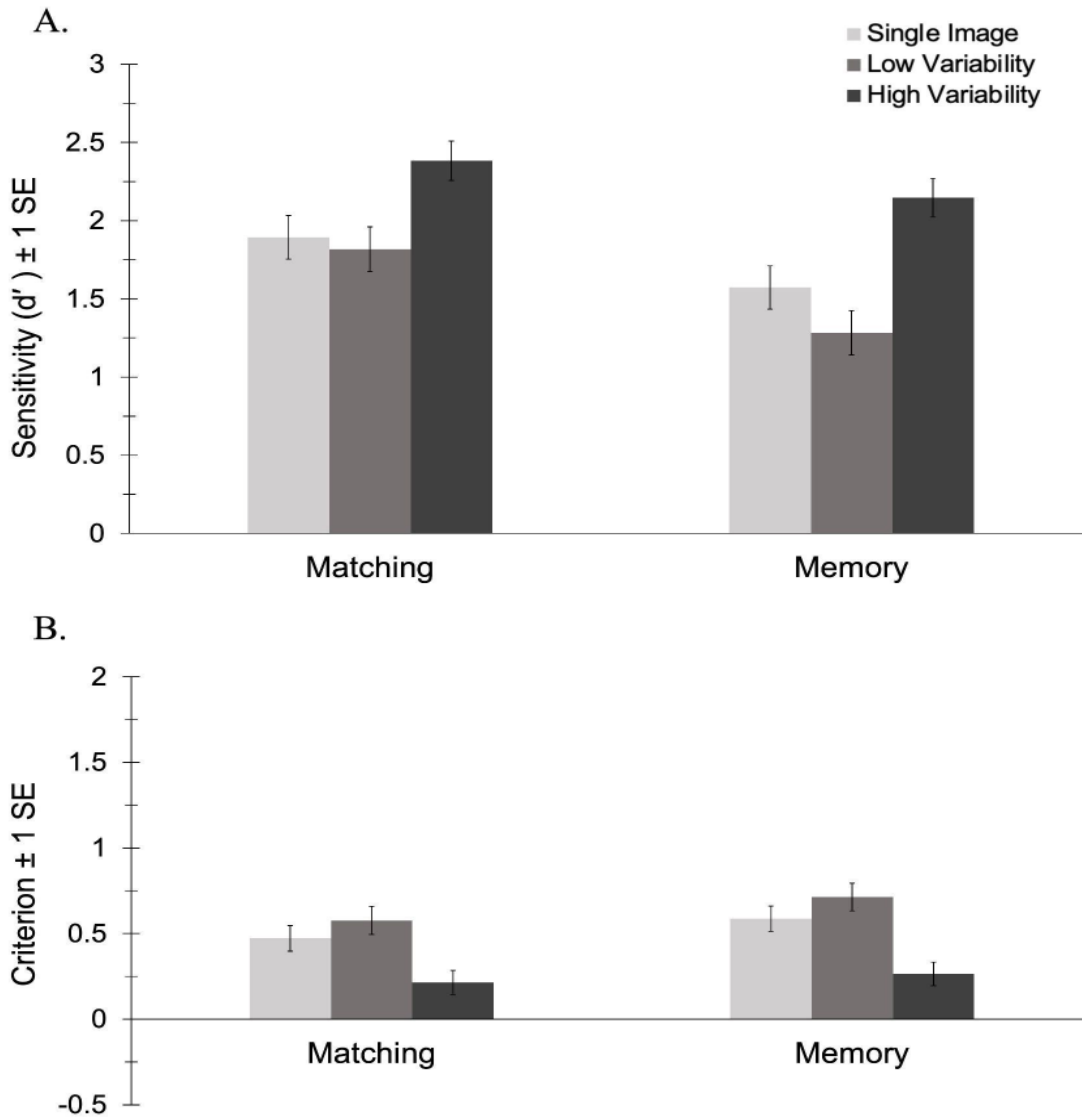 A.
Single Image
Low Variability
High Variability
3
2.5
2
1.5
1
0.5
0
Sensitivity (d′ ) ± 1 SE
Matching
Memory
B.
2
1.5
1
0.5
0
-0.5
Criterion ± 1 SE
Matching
Memory